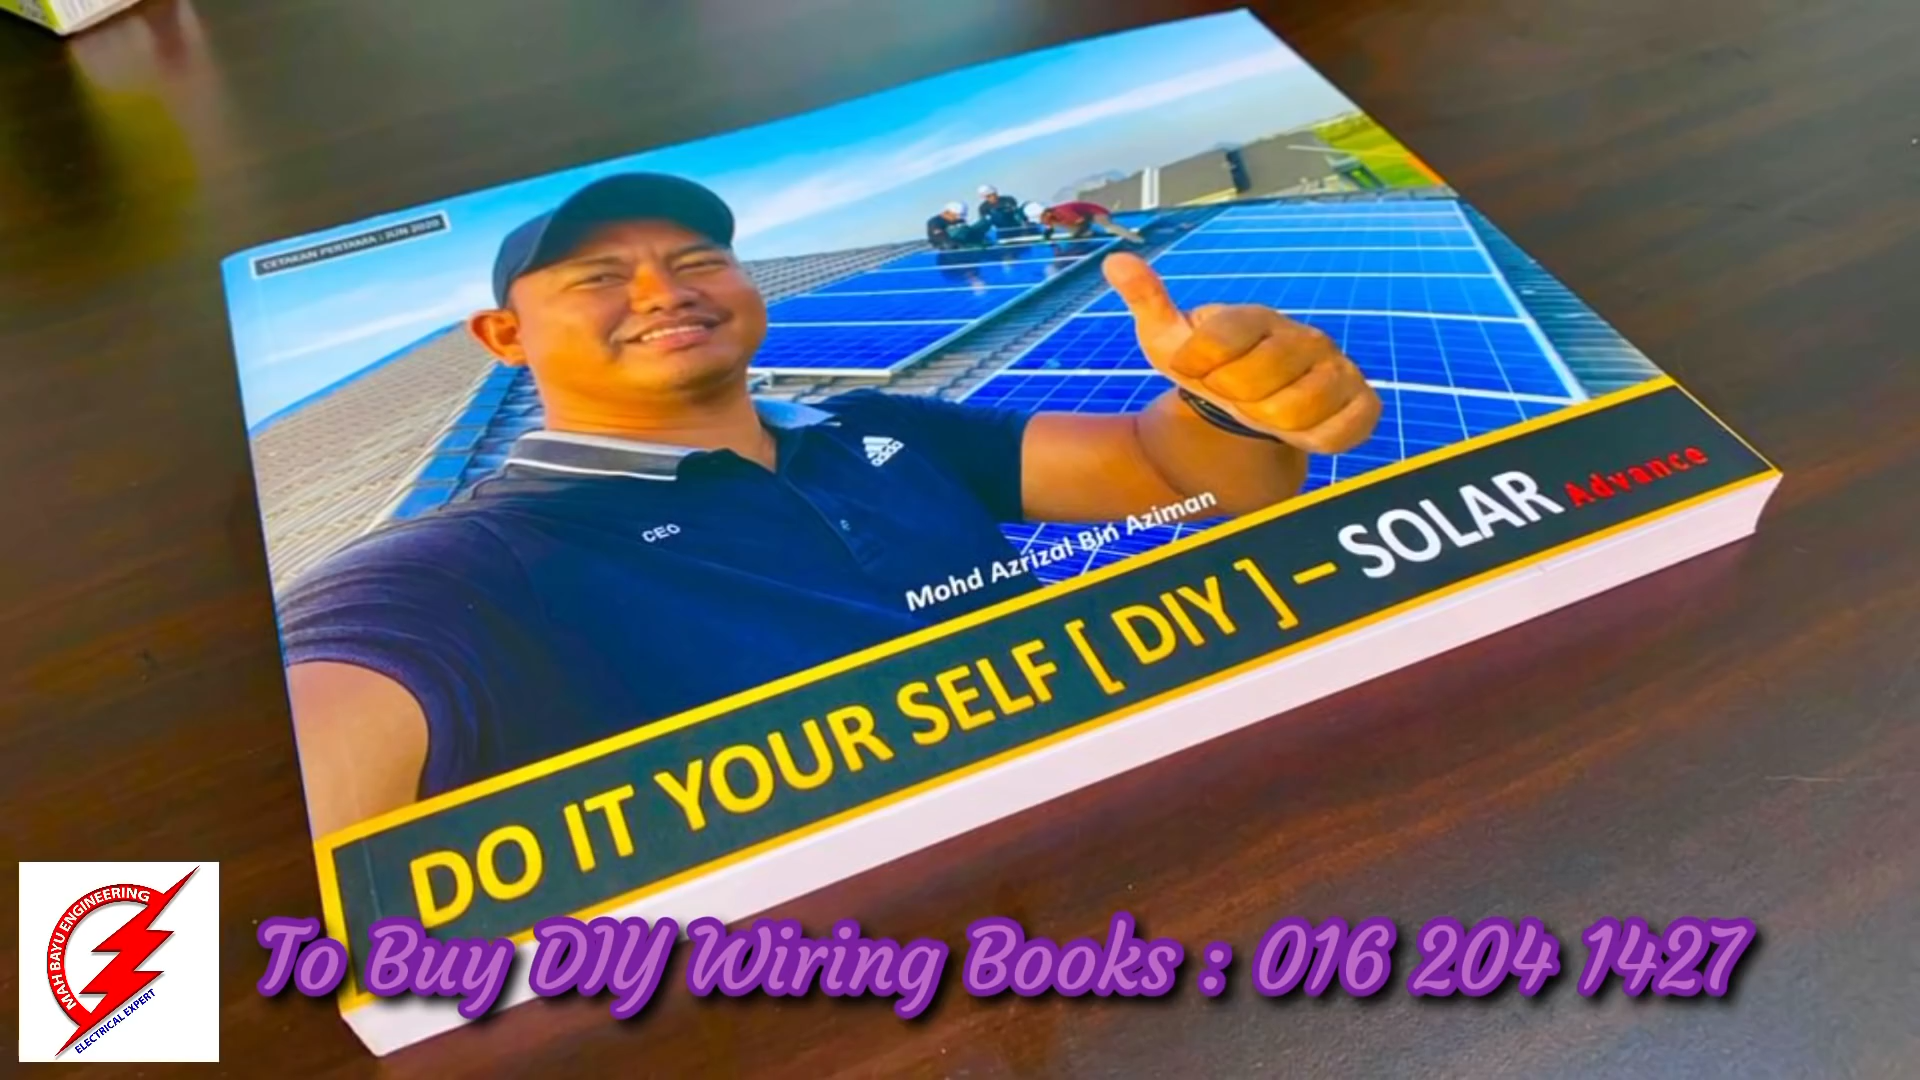 CETAKAN PERTAMA : JUN 2020
adidas
CEO
Mohd Azrizal Bin Aziman
DO IT YOUR SELF [ DIY ] – SOLAR Advance
MAH BAYU ENGINEERING
ELECTRICAL EXPERT
To Buy DIY Wiring Books : 016 204 1427